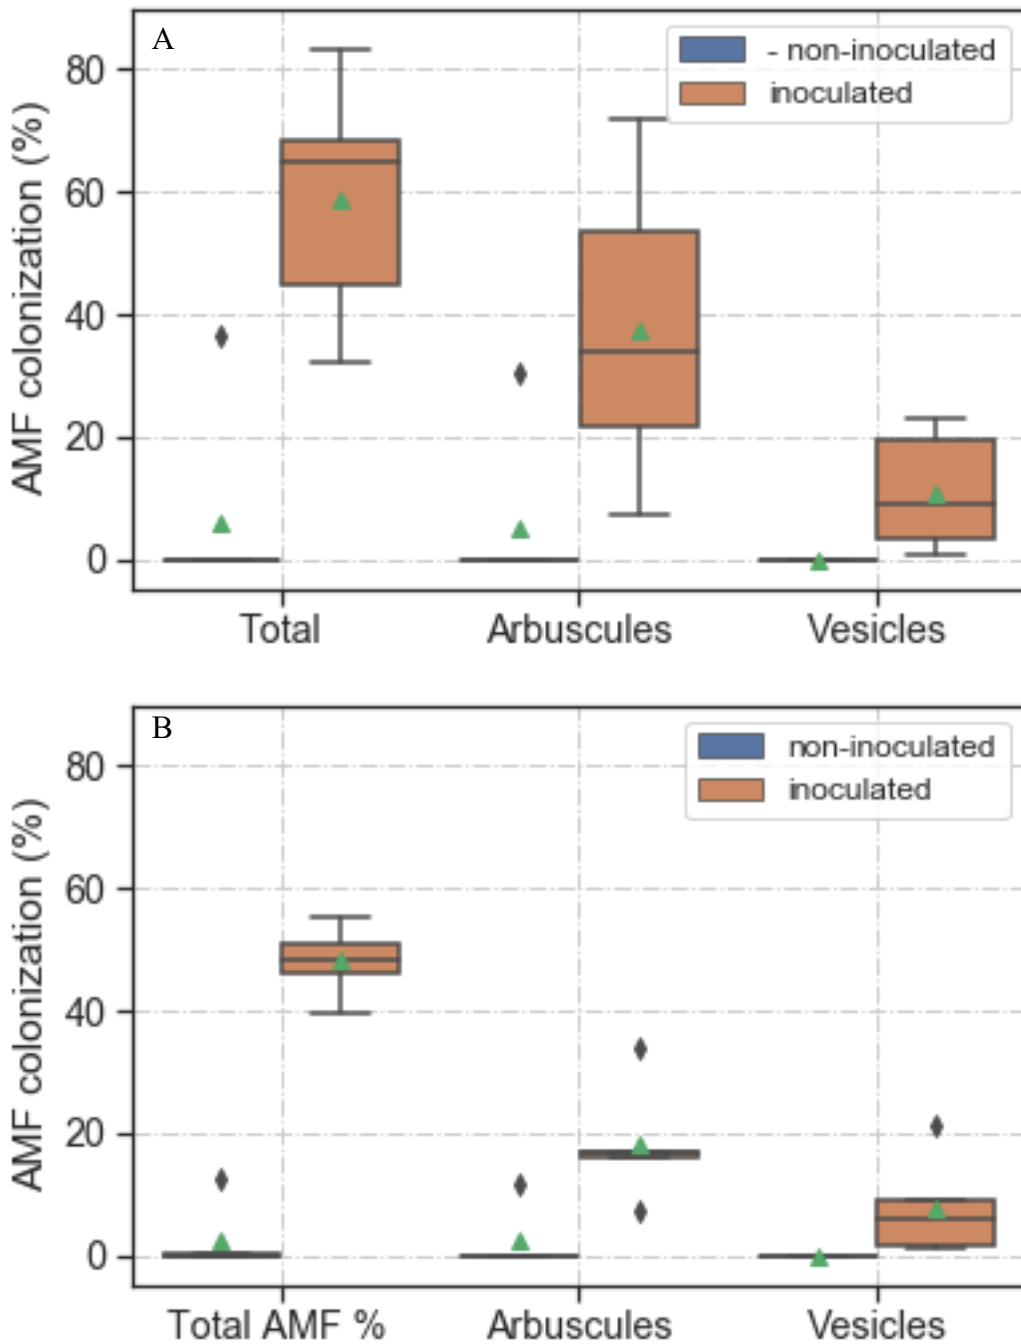 A
- non-inoculated
inoculated
AMF colonization (%)
80
60
40
20
0
Total Arbuscules Vesicles
B
non-inoculated
inoculated
AMF colonization (%)
80
60
40
20
0
Total AMF % Arbuscules Vesicles